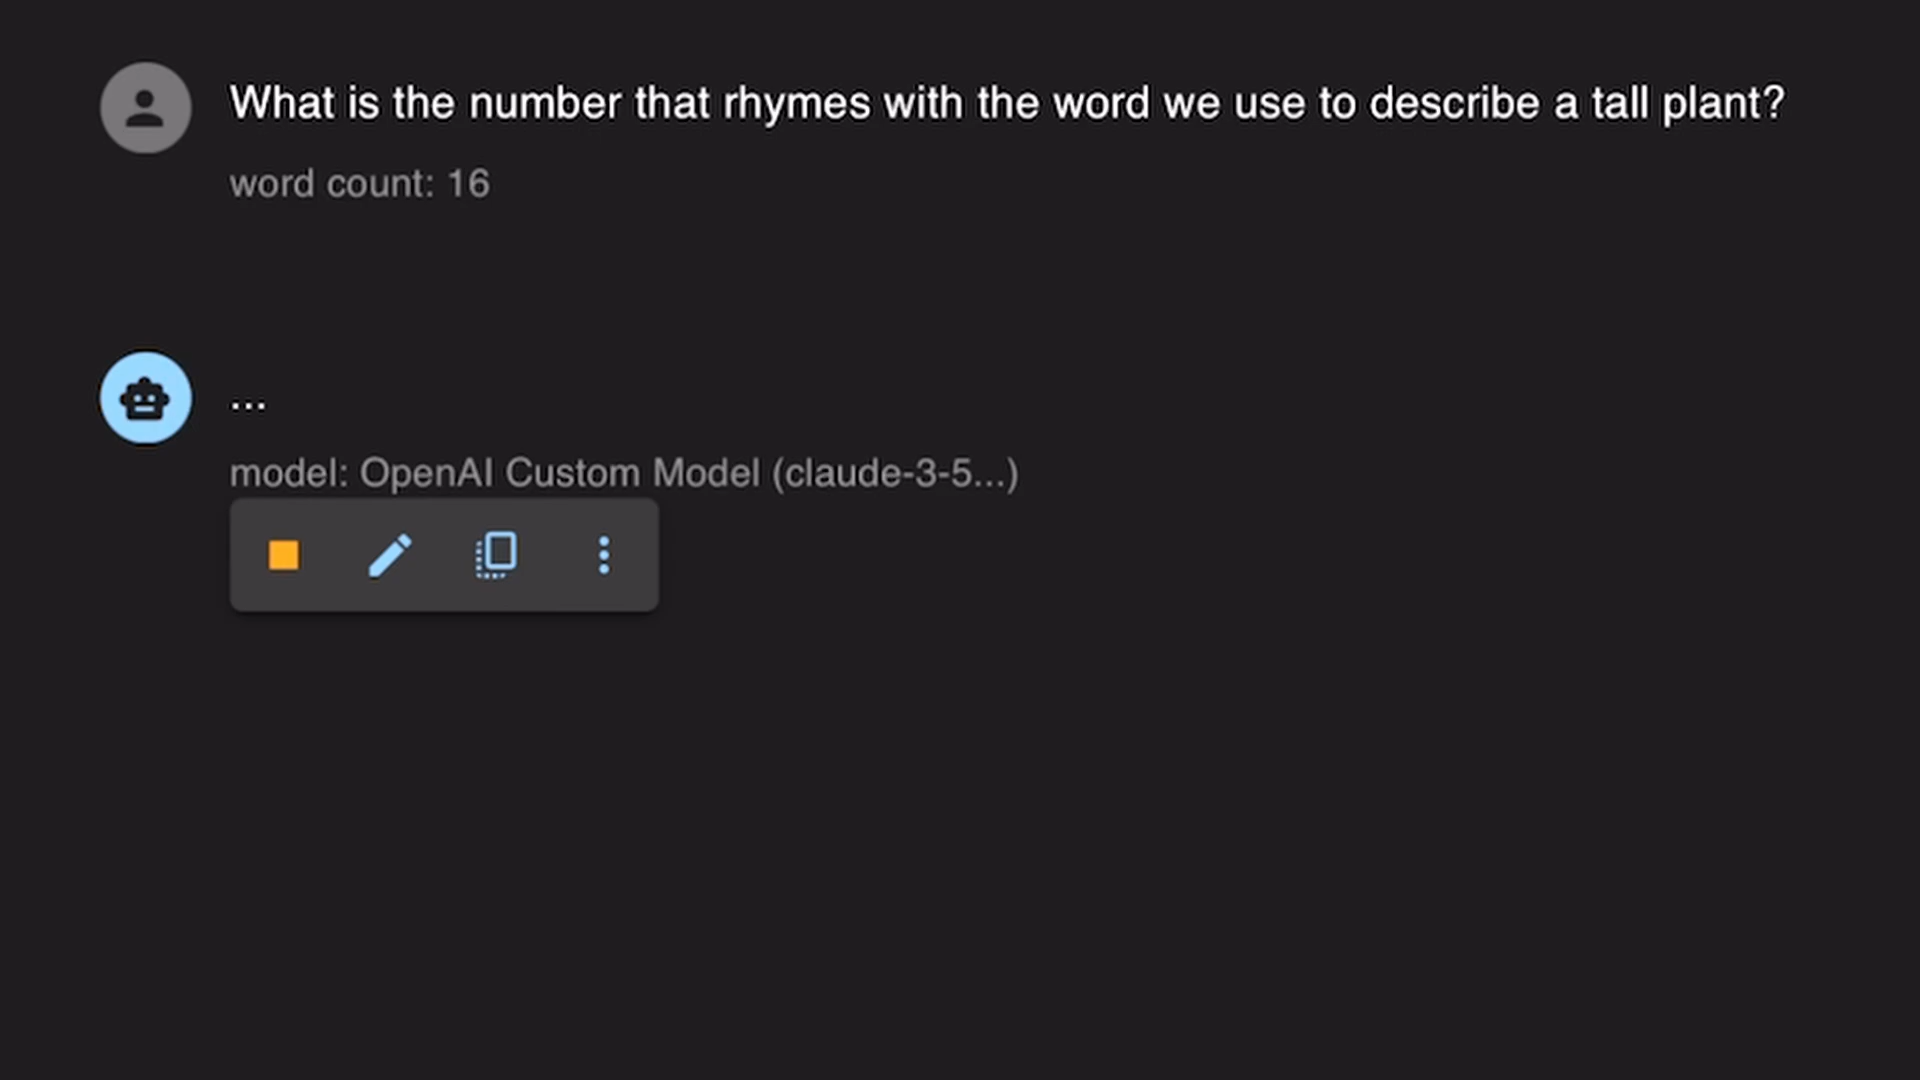 What is the number that rhymes with the word we use to describe a tall plant?
word count: 16
...
model: OpenAI Custom Model (claude-3-5...)